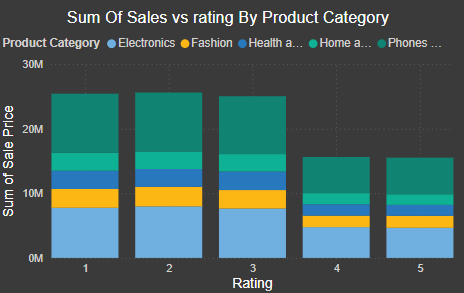 Sum Of Sales vs rating By Product Category
Product Category Electronics Fashion Health a... Home a... Phones ...
30M
20M
10M
0M
Sum of Sale Price
1 2 3 4 5
Rating